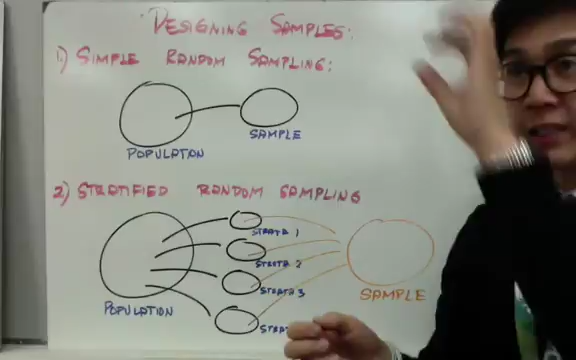 DESIGNING SAMPLES:
1) SIMPLE RANDOM SAMPLING:
SAMPLE
POPULATION
2) STRATIFIED RANDOM SAMPLING
STRATA 1
STRATA 2
STRATA 3
SAMPLE
POPULATION